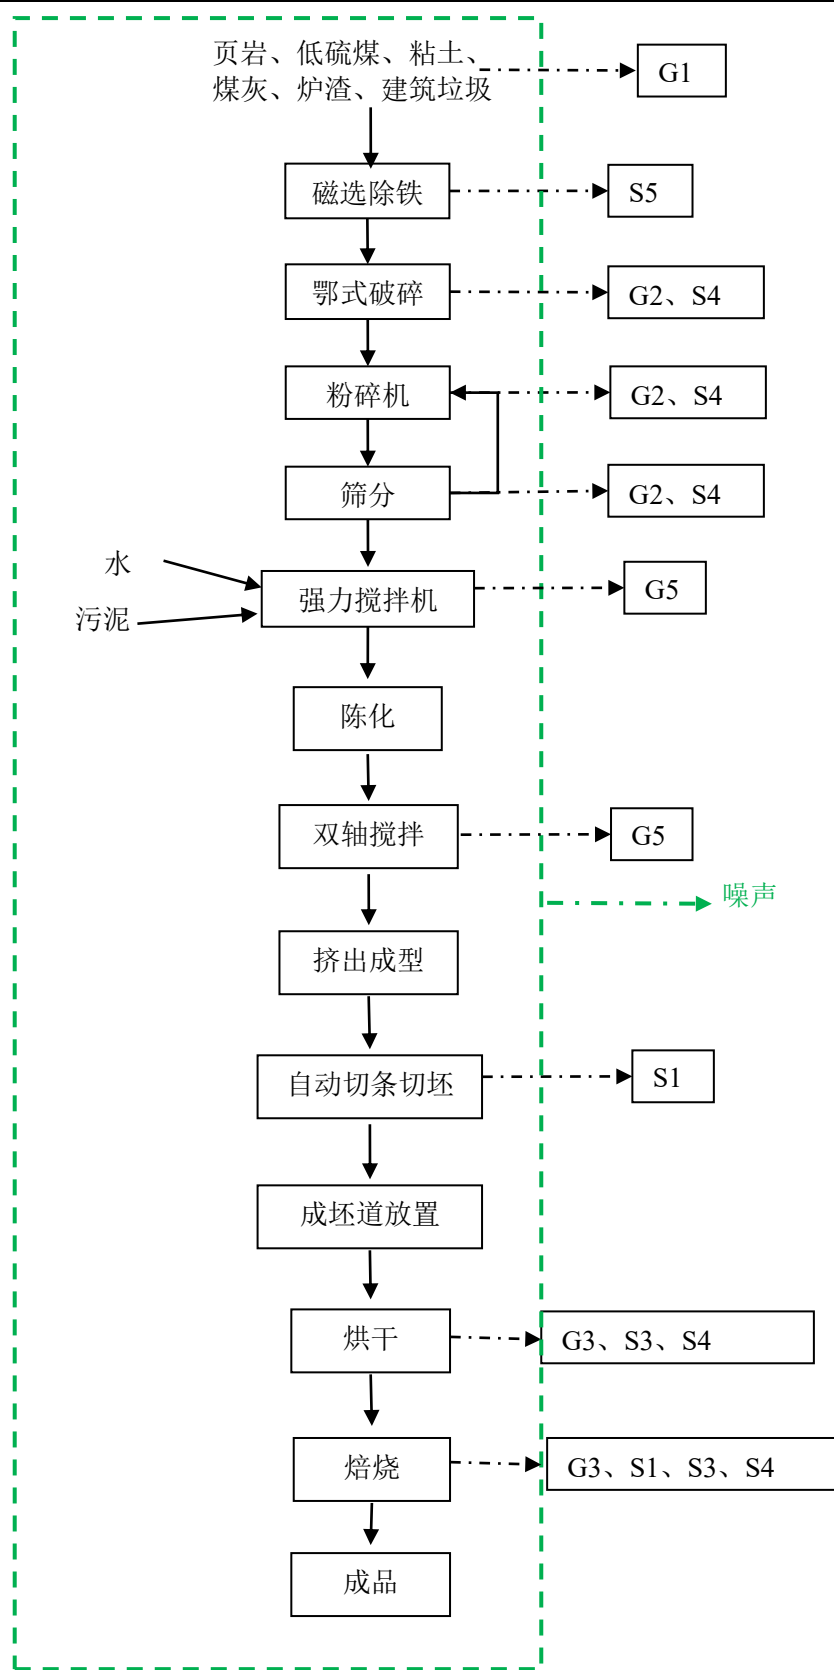 页岩、低硫煤、粘土、
煤灰、炉渣、建筑垃圾
G1
磁选除铁
S5
鄂式破碎
G2、S4
粉碎机
G2、S4
筛分
G2、S4
水
污泥
强力搅拌机
G5
陈化
双轴搅拌
G5
噪声
挤出成型
自动切条切坯
S1
成坯道放置
烘干
G3、S3、S4
焙烧
G3、S1、S3、S4
成品